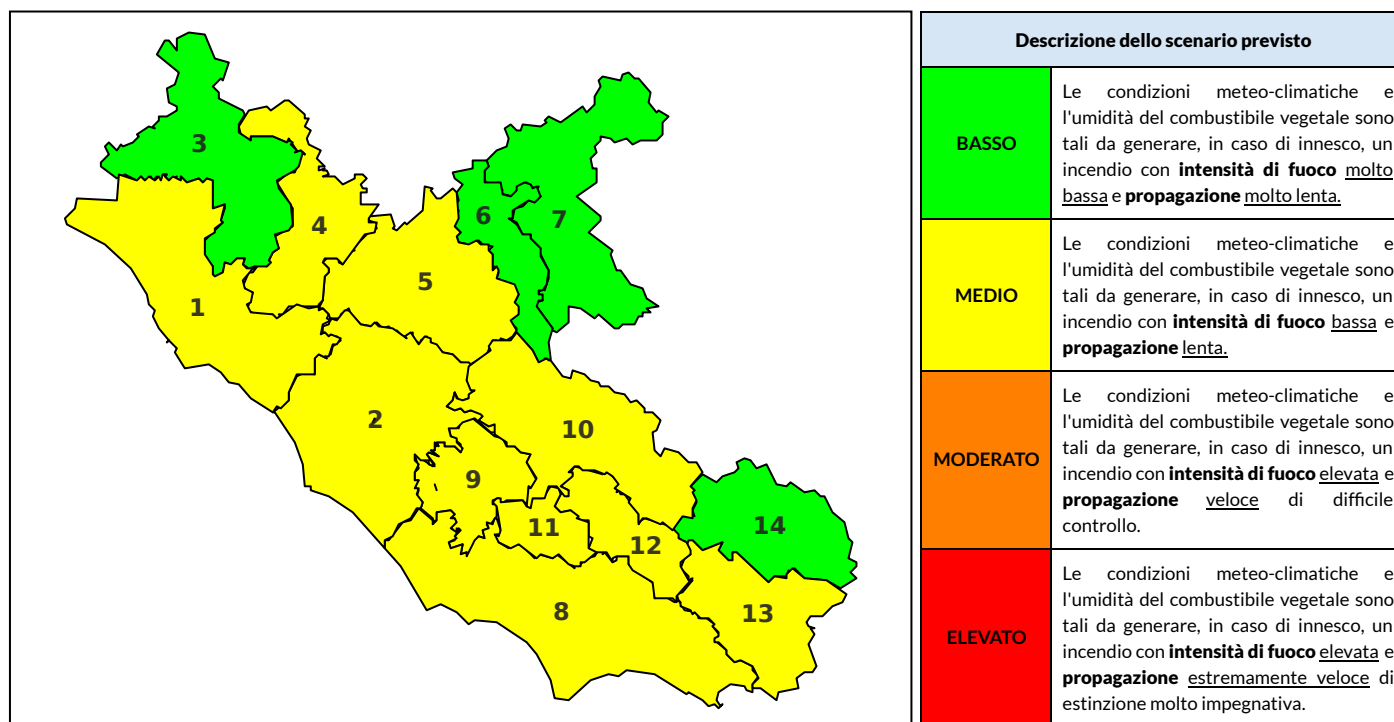 3
6
7
4
5
1
2
10
9
11
14
12
8
13
Descrizione dello scenario previsto
BASSO
Le condizioni meteo-climatiche e
l'umidità del combustibile vegetale sono
tali da generare, in caso di innesco, un
incendio con intensità di fuoco molto
bassa e propagazione molto lenta.
MEDIO
Le condizioni meteo-climatiche e
l'umidità del combustibile vegetale sono
tali da generare, in caso di innesco, un
incendio con intensità di fuoco bassa e
propagazione lenta.
MODERATO
Le condizioni meteo-climatiche e
l'umidità del combustibile vegetale sono
tali da generare, in caso di innesco, un
incendio con intensità di fuoco elevata e
propagazione veloce di difficile
controllo.
ELEVATO
Le condizioni meteo-climatiche e
l'umidità del combustibile vegetale sono
tali da generare, in caso di innesco, un
incendio con intensità di fuoco elevata e
propagazione estremamente veloce di
estinzione molto impegnativa.